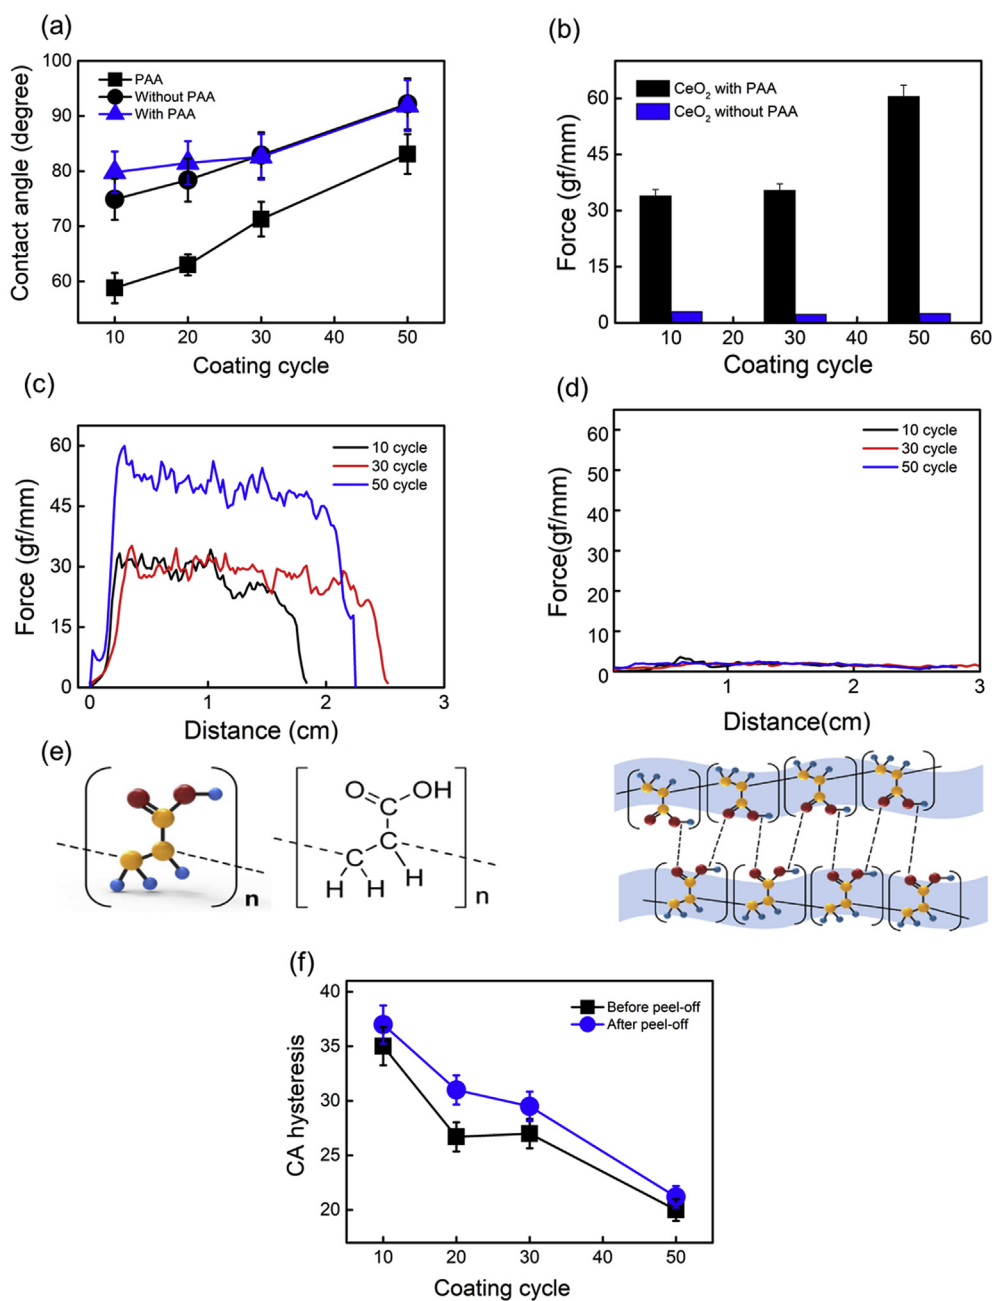 (a)
Contact angle (degree)
100
90
80
70
60
PAA
Without PAA
With PAA
10
20
30
40
50
Coating cycle
(b)
Force (gf/mm)
60
45
30
15
0
CeO₂ with PAA
CeO₂ without PAA
10
20
30
40
50
60
Coating cycle
(c)
Force (gf/mm)
60
45
30
15
0
10 cycle
30 cycle
50 cycle
0
1
2
3
Distance (cm)
(d)
Force(gf/mm)
60
50
40
30
20
10
0
10 cycle
30 cycle
50 cycle
1
2
3
Distance(cm)
(e)
n
O
OH
C
C
C
H
H
H
n
(f)
CA hysteresis
40
35
30
25
20
Before peel-off
After peel-off
10
20
30
40
50
Coating cycle